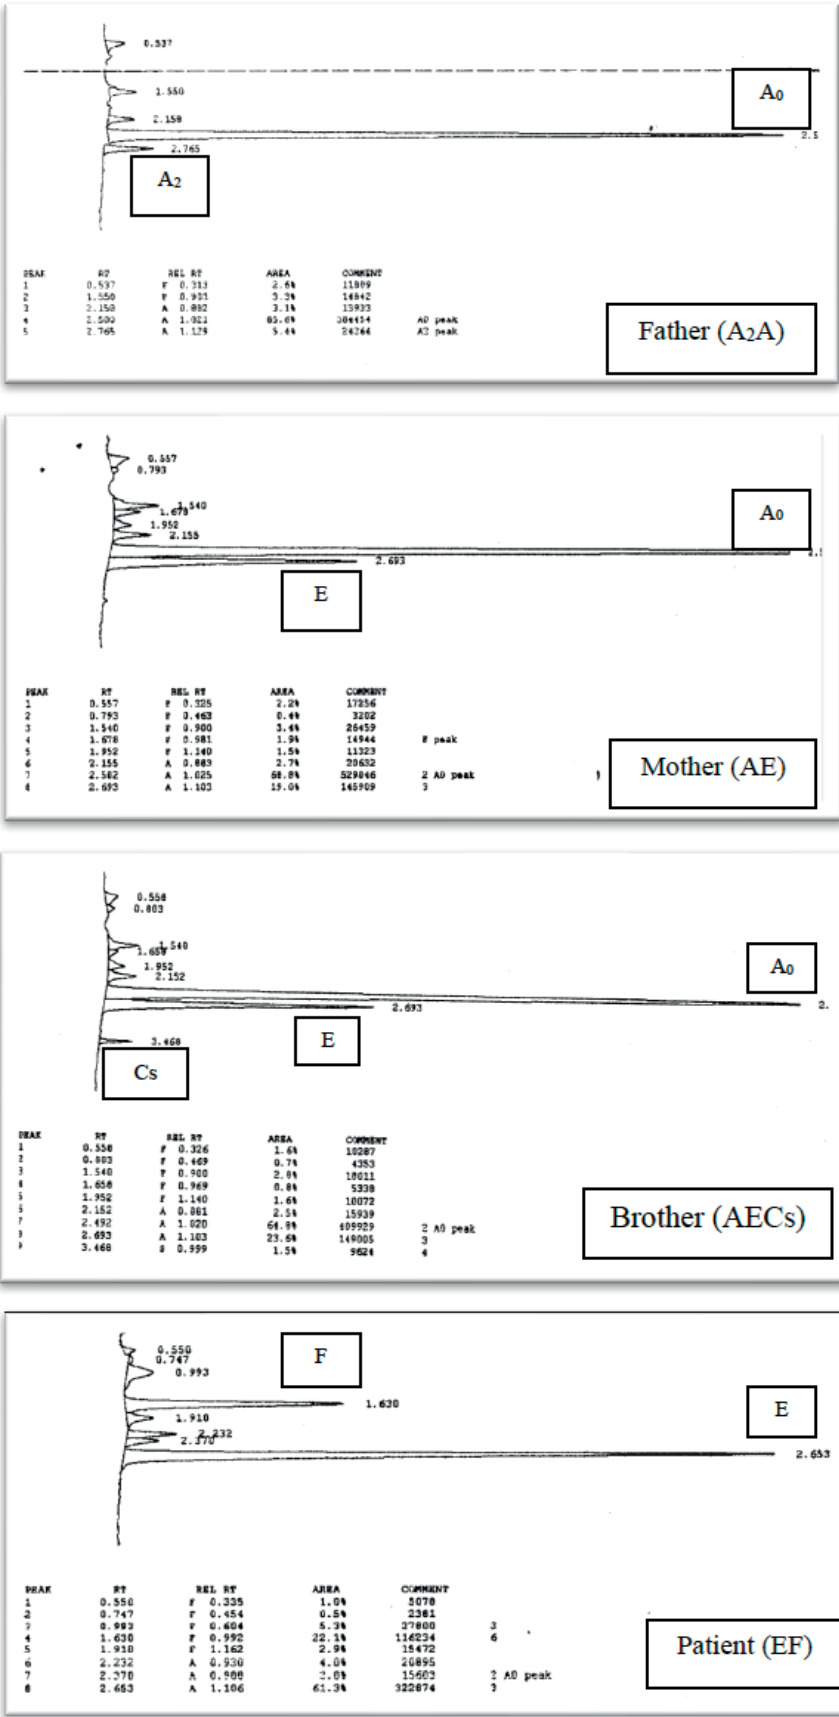 0.537
1.550
A₀
2.158
2.5
2.765
A₂
PEAK RT REL RT AREA COMMENT
1 0.537 F 0.313 2.6% 11889
2 1.550 F 3.3% 14842
3 2.158 A 0.882 3.1% 13933
4 2.500 A 1.021 85.6% 384454 A0 peak
5 2.765 A 1.129 5.4% 24264 A2 peak
Father (A₂A)
0.557
0.793
1.540
1.678
A₀
1.952
2.155
2.693
E
PEAK RT REL RT AREA COMMENT
1 0.557 F 0.325 2.2% 17256
2 0.793 F 0.463 0.4% 3202
3 1.540 F 0.900 3.4% 26459
4 1.678 F 0.981 1.9% 14944 F peak
5 1.952 F 1.140 1.5% 11323
6 2.155 A 0.883 2.7% 20632
7 2.502 A 1.025 68.8% 529046 2 A0 peak
8 2.693 A 1.103 19.0% 145909 3
Mother (AE)
0.558
0.803
1.540
1.658
1.952
A₀
2.152
2.
2.693
E
3.468
Cs
PEAK RT REL RT AREA COMMENT
1 0.558 F 0.326 1.6% 10287
2 0.803 F 0.469 0.7% 4353
3 1.540 F 0.900 2.8% 18011
4 1.658 F 0.969 0.8% 5338
5 1.952 F 1.140 1.6% 10072
6 2.152 A 0.881 2.5% 15939
7 2.492 A 1.020 64.8% 409929 2 A0 peak
8 2.693 A 1.103 23.6% 149005 3
9 3.468 S 0.999 1.5% 9624 4
Brother (AECs)
0.550
0.747
F
0.993
1.630
E
1.910
2.232
2.370
2.653
PEAK RT REL RT AREA COMMENT
1 0.550 F 0.335 1.0% 5078
2 0.747 F 0.454 0.5% 2381
3 0.993 F 0.604 5.3% 27800 3
4 1.630 F 0.992 22.1% 116234 6
5 1.910 F 1.162 2.9% 15472
6 2.232 A 0.930 4.0% 20895
7 2.370 A 0.988 15603 2 A0 peak
8 2.653 A 1.106 61.3% 322874 3
Patient (EF)